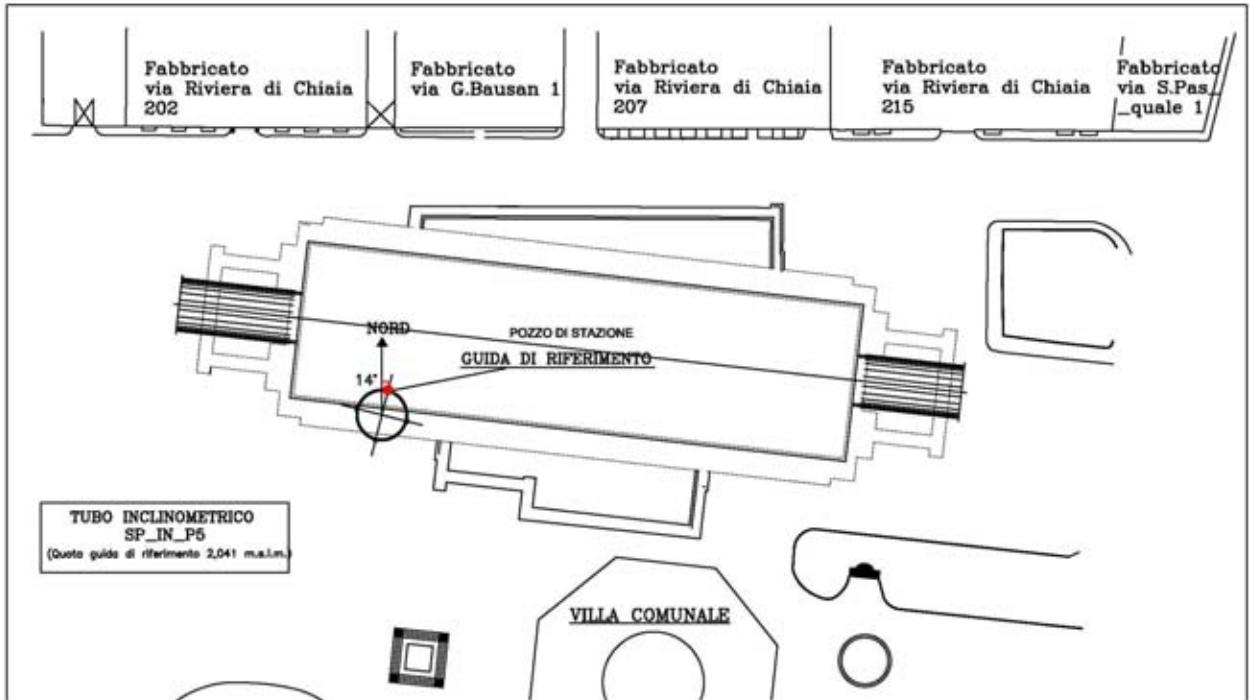 Fabbricato
via Riviera di Chiaia
202
Fabbricato
via G.Bausan 1
Fabbricato
via Riviera di Chiaia
207
Fabbricato
via Riviera di Chiaia
215
Fabbricato
via S.Pas_
_quale 1
NORD
POZZO DI STAZIONE
GUIDA DI RIFERIMENTO
14°
TUBO INCLINOMETRICO
SP_IN_P5
(Quota guida di riferimento 2,041 m.s.l.m.)
VILLA COMUNALE